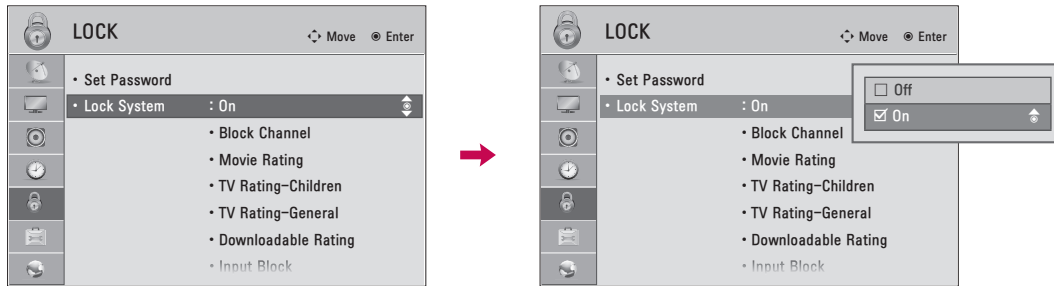 LOCK
Move Enter
• Set Password
• Lock System : On
• Block Channel
• Movie Rating
• TV Rating-Children
• TV Rating-General
• Downloadable Rating
• Input Block
LOCK
Move Enter
• Set Password
• Lock System : On
• Block Channel
• Movie Rating
• TV Rating-Children
• TV Rating-General
• Downloadable Rating
• Input Block
☐ Off
☑ On